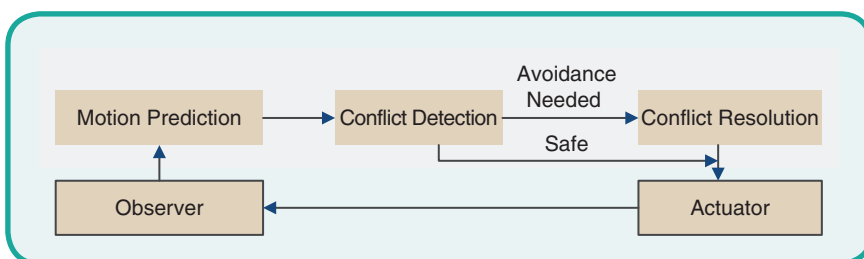 Avoidance
Needed
Motion Prediction
Conflict Detection
Conflict Resolution
Safe
Observer
Actuator